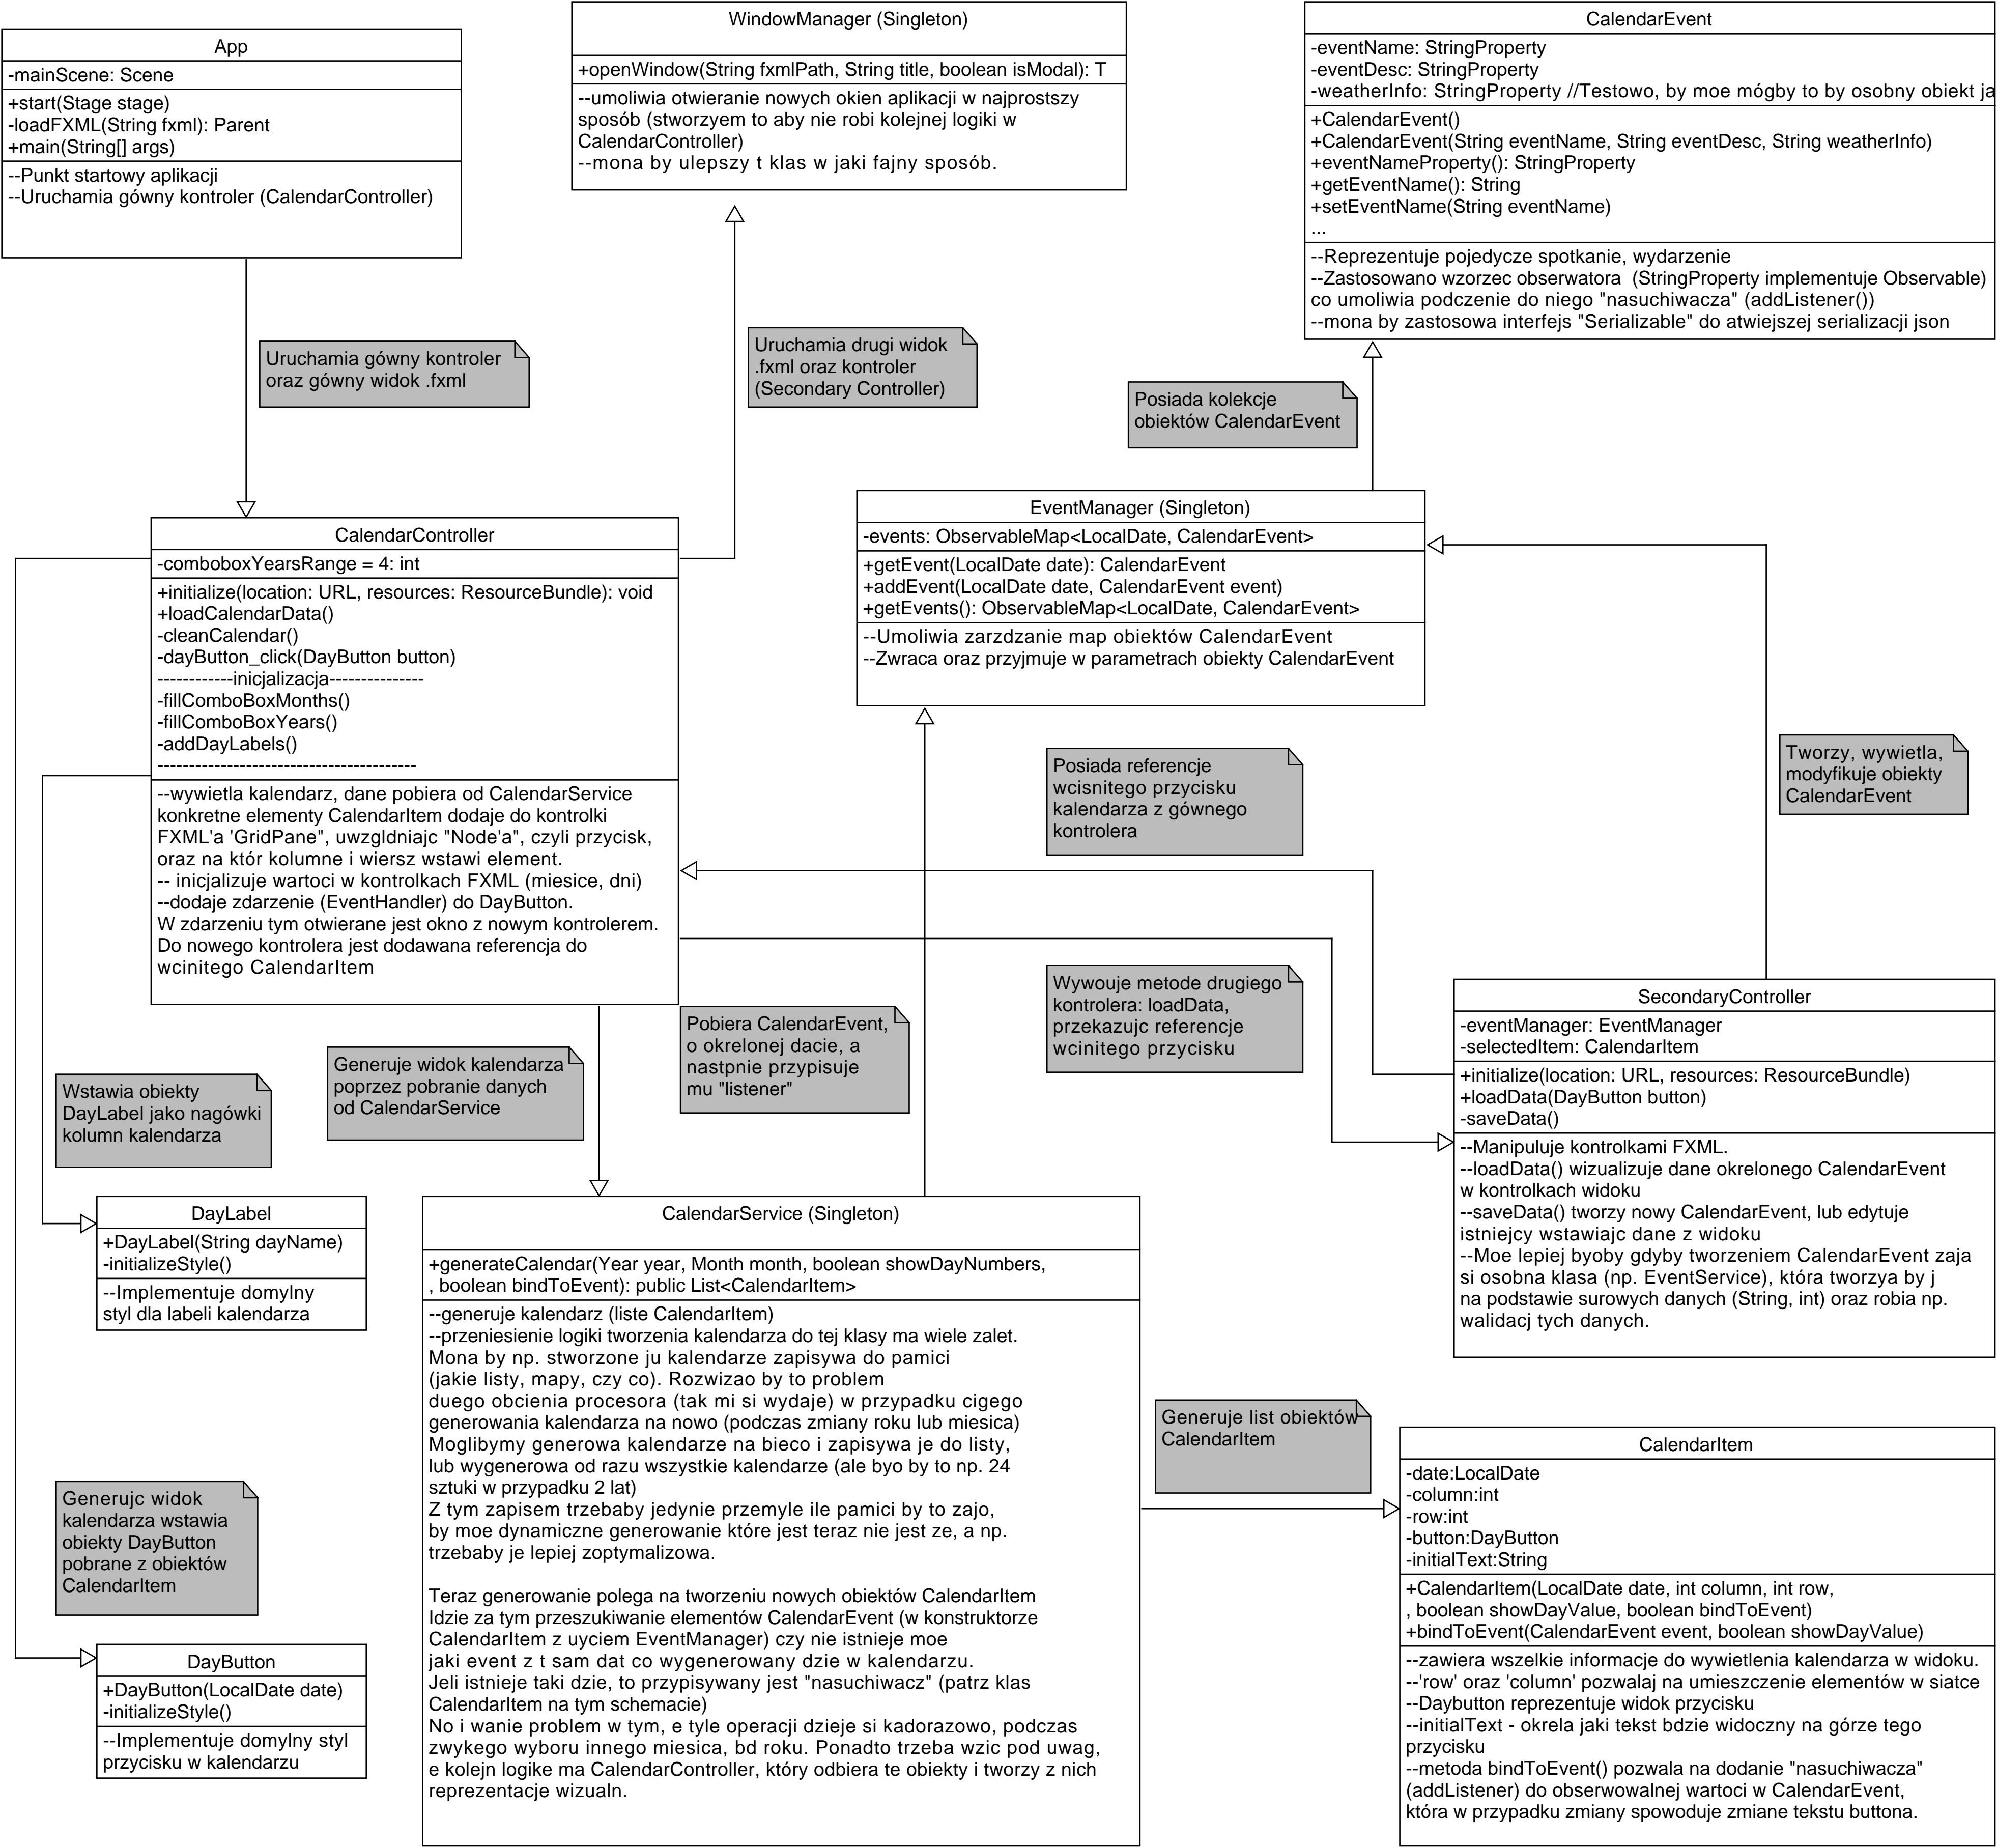 App
-mainScene: Scene
+start(Stage stage)
-loadFXML(String fxml): Parent
+main(String[] args)
--Punkt startowy aplikacji
--Uruchamia gówny kontroler (CalendarController)
WindowManager (Singleton)
+openWindow(String fxmlPath, String title, boolean isModal): T
--umoliwia otwieranie nowych okien aplikacji w najprostszy
sposób (stworzyem to aby nie robi kolejnej logiki w
CalendarController)
--mona by ulepszy t klas w jaki fajny sposób.
CalendarEvent
-eventName: StringProperty
-eventDesc: StringProperty
-weatherInfo: StringProperty //Testowo, by moe mógby to by osobny obiekt ja
+CalendarEvent()
+CalendarEvent(String eventName, String eventDesc, String weatherInfo)
+eventNameProperty(): StringProperty
+getEventName(): String
+setEventName(String eventName)
...
--Reprezentuje pojedycze spotkanie, wydarzenie
--Zastosowano wzorzec obserwatora  (StringProperty implementuje Observable)
co umoliwia podczenie do niego "nasuchiwacza" (addListener())
--mona by zastosowa interfejs "Serializable" do atwiejszej serializacji json
Uruchamia gówny kontroler
oraz gówny widok .fxml
Uruchamia drugi widok
.fxml oraz kontroler
(Secondary Controller)
Posiada kolekcje
obiektów CalendarEvent
CalendarController
-comboboxYearsRange = 4: int
+initialize(location: URL, resources: ResourceBundle): void
+loadCalendarData()
-cleanCalendar()
-dayButton_click(DayButton button)
------------inicjalizacja---------------
-fillComboBoxMonths()
-fillComboBoxYears()
-addDayLabels()
-----------------------------------------
--wywietla kalendarz, dane pobiera od CalendarService
konkretne elementy CalendarItem dodaje do kontrolki
FXML'a 'GridPane", uwzgldniajc "Node'a", czyli przycisk,
oraz na któr kolumne i wiersz wstawi element.
-- inicjalizuje wartoci w kontrolkach FXML (miesice, dni)
--dodaje zdarzenie (EventHandler) do DayButton.
W zdarzeniu tym otwierane jest okno z nowym kontrolerem.
Do nowego kontrolera jest dodawana referencja do
wcinitego CalendarItem
EventManager (Singleton)
-events: ObservableMap<LocalDate, CalendarEvent>
+getEvent(LocalDate date): CalendarEvent
+addEvent(LocalDate date, CalendarEvent event)
+getEvents(): ObservableMap<LocalDate, CalendarEvent>
--Umoliwia zarzdzanie map obiektów CalendarEvent
--Zwraca oraz przyjmuje w parametrach obiekty CalendarEvent
Posiada referencje
wcisnitego przycisku
kalendarza z gównego
kontrolera
Tworzy, wywietla,
modyfikuje obiekty
CalendarEvent
Wywouje metode drugiego
kontrolera: loadData,
przekazujc referencje
wcinitego przycisku
SecondaryController
-eventManager: EventManager
-selectedItem: CalendarItem
+initialize(location: URL, resources: ResourceBundle)
+loadData(DayButton button)
-saveData()
--Manipuluje kontrolkami FXML.
--loadData() wizualizuje dane okrelonego CalendarEvent
w kontrolkach widoku
--saveData() tworzy nowy CalendarEvent, lub edytuje
istniejcy wstawiajc dane z widoku
--Moe lepiej byoby gdyby tworzeniem CalendarEvent zaja
si osobna klasa (np. EventService), która tworzya by j
na podstawie surowych danych (String, int) oraz robia np.
walidacj tych danych.
Wstawia obiekty
DayLabel jako nagówki
kolumn kalendarza
Generuje widok kalendarza
poprzez pobranie danych
od CalendarService
Pobiera CalendarEvent,
o okrelonej dacie, a
nastpnie przypisuje
mu "listener"
DayLabel
+DayLabel(String dayName)
-initializeStyle()
--Implementuje domylny
styl dla labeli kalendarza
CalendarService (Singleton)
+generateCalendar(Year year, Month month, boolean showDayNumbers,
, boolean bindToEvent): public List<CalendarItem>
--generuje kalendarz (liste CalendarItem)
--przeniesienie logiki tworzenia kalendarza do tej klasy ma wiele zalet.
Mona by np. stworzone ju kalendarze zapisywa do pamici
(jakie listy, mapy, czy co). Rozwizao by to problem
duego obcienia procesora (tak mi si wydaje) w przypadku cigego
generowania kalendarza na nowo (podczas zmiany roku lub miesica)
Moglibymy generowa kalendarze na bieco i zapisywa je do listy,
lub wygenerowa od razu wszystkie kalendarze (ale byo by to np. 24
sztuki w przypadku 2 lat)
Z tym zapisem trzebaby jedynie przemyle ile pamici by to zajo,
by moe dynamiczne generowanie które jest teraz nie jest ze, a np.
trzebaby je lepiej zoptymalizowa.
Teraz generowanie polega na tworzeniu nowych obiektów CalendarItem
Idzie za tym przeszukiwanie elementów CalendarEvent (w konstruktorze
CalendarItem z uyciem EventManager) czy nie istnieje moe
jaki event z t sam dat co wygenerowany dzie w kalendarzu.
Jeli istnieje taki dzie, to przypisywany jest "nasuchiwacz" (patrz klas
CalendarItem na tym schemacie)
No i wanie problem w tym, e tyle operacji dzieje si kadorazowo, podczas
zwykego wyboru innego miesica, bd roku. Ponadto trzeba wzic pod uwag,
e kolejn logike ma CalendarController, który odbiera te obiekty i tworzy z nich
reprezentacje wizualn.
Generuje list obiektów
CalendarItem
CalendarItem
-date:LocalDate
-column:int
-row:int
-button:DayButton
-initialText:String
+CalendarItem(LocalDate date, int column, int row,
, boolean showDayValue, boolean bindToEvent)
+bindToEvent(CalendarEvent event, boolean showDayValue)
--zawiera wszelkie informacje do wywietlenia kalendarza w widoku.
--'row' oraz 'column' pozwalaj na umieszczenie elementów w siatce
--Daybutton reprezentuje widok przycisku
--initialText - okrela jaki tekst bdzie widoczny na górze tego
przycisku
--metoda bindToEvent() pozwala na dodanie "nasuchiwacza"
(addListener) do obserwowalnej wartoci w CalendarEvent,
która w przypadku zmiany spowoduje zmiane tekstu buttona.
Generujc widok
kalendarza wstawia
obiekty DayButton
pobrane z obiektów
CalendarItem
DayButton
+DayButton(LocalDate date)
-initializeStyle()
--Implementuje domylny styl
przycisku w kalendarzu